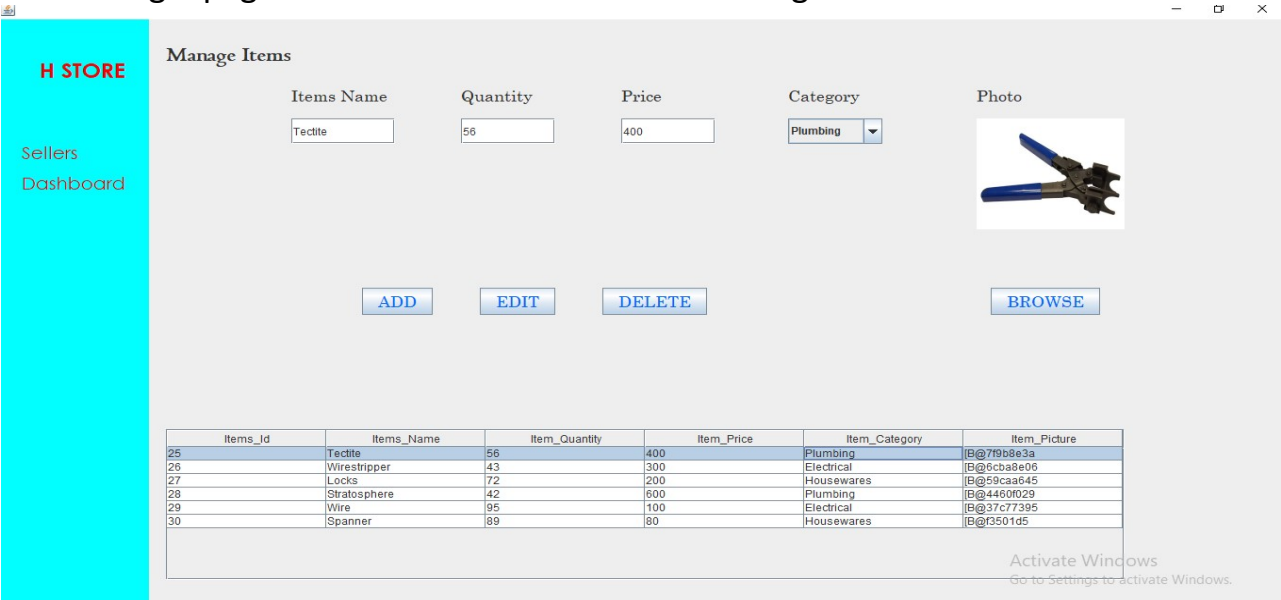 H STORE
Sellers
Dashboard
Manage Items
Items Name Quantity Price Category Photo
Tectite 56 400 Plumbing
ADD EDIT DELETE BROWSE
Items_Id Items_Name Item_Quantity Item_Price Item_Category Item_Picture
25 Tectite 56 400 Plumbing [B@7f9b8e3a
26 Wirestripper 43 300 Electrical [B@6cba8e06
27 Locks 72 200 Housewares [B@59caa645
28 Stratosphere 42 600 Plumbing [B@4460f029
29 Wire 95 100 Electrical [B@37c77395
30 Spanner 89 80 Housewares [B@f3501d5
Activate Windows
Go to Settings to activate Windows.